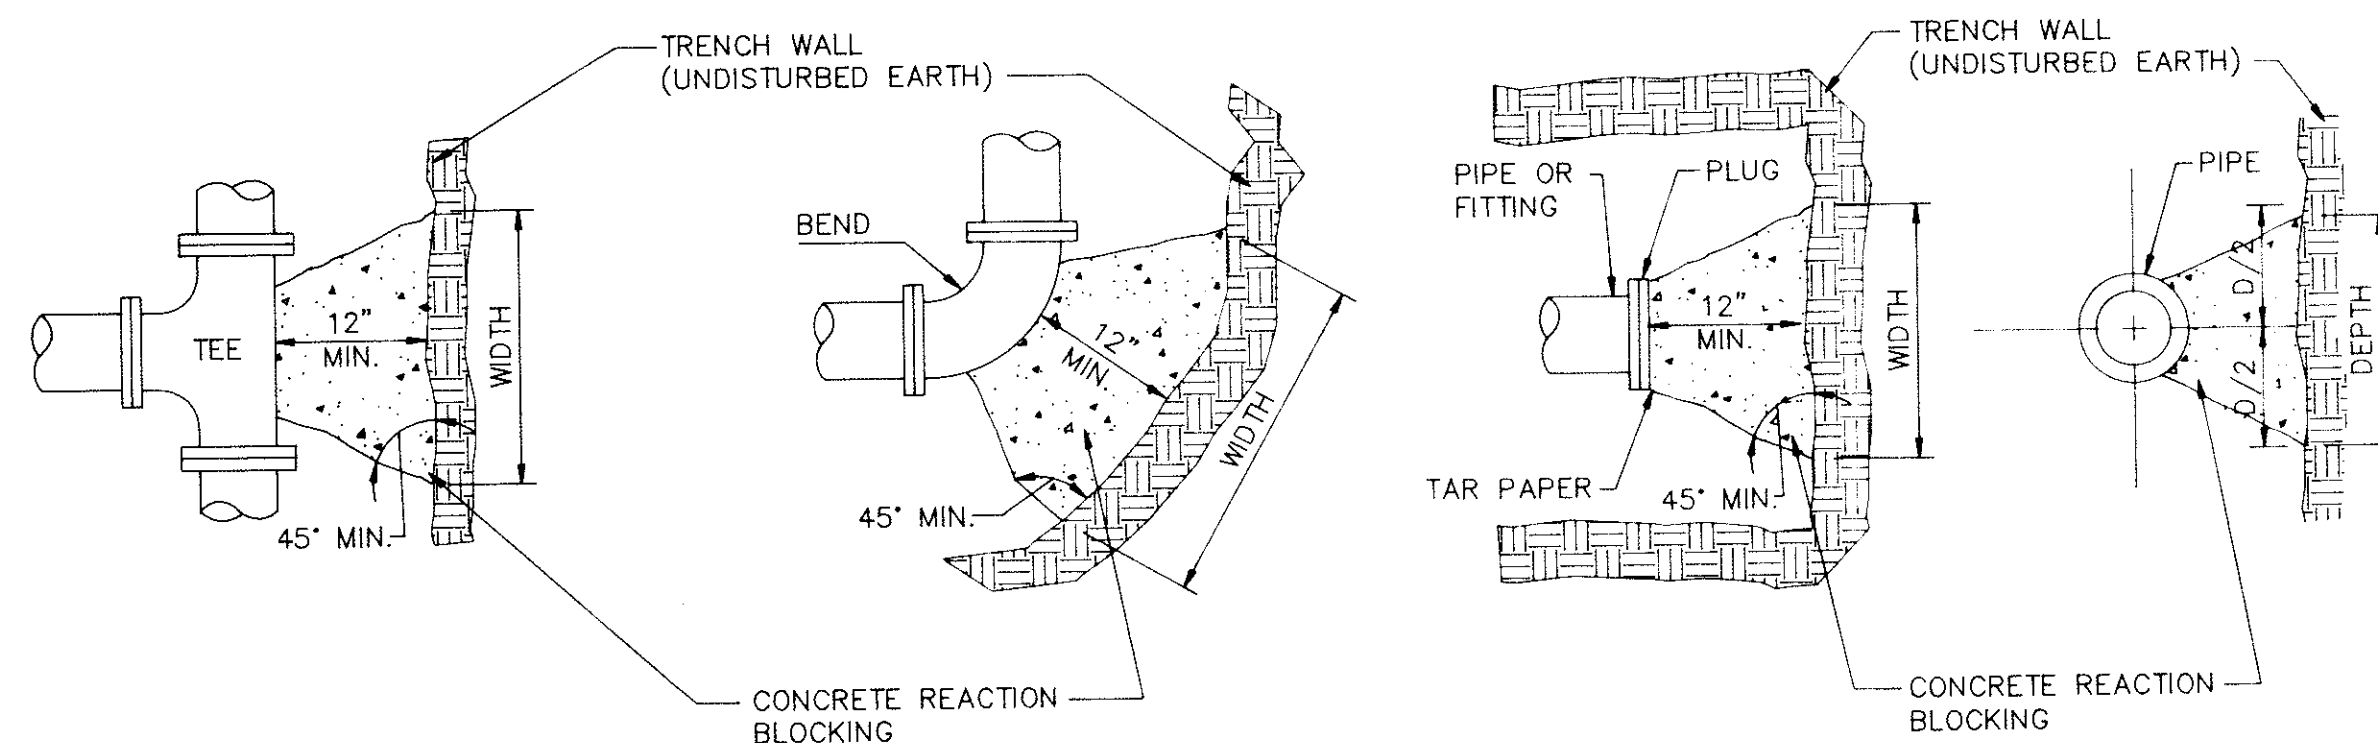 TRENCH WALL
(UNDISTURBED EARTH)
TEE
12"
MIN.
WIDTH
45° MIN.
BEND
12"
MIN
WIDTH
45° MIN.
CONCRETE REACTION
BLOCKING
TRENCH WALL
(UNDISTURBED EARTH)
PIPE OR
FITTING
PLUG
12"
MIN.
WIDTH
TAR PAPER
45° MIN.
PIPE
D/2
D/2
DEPTH
CONCRETE REACTION
BLOCKING